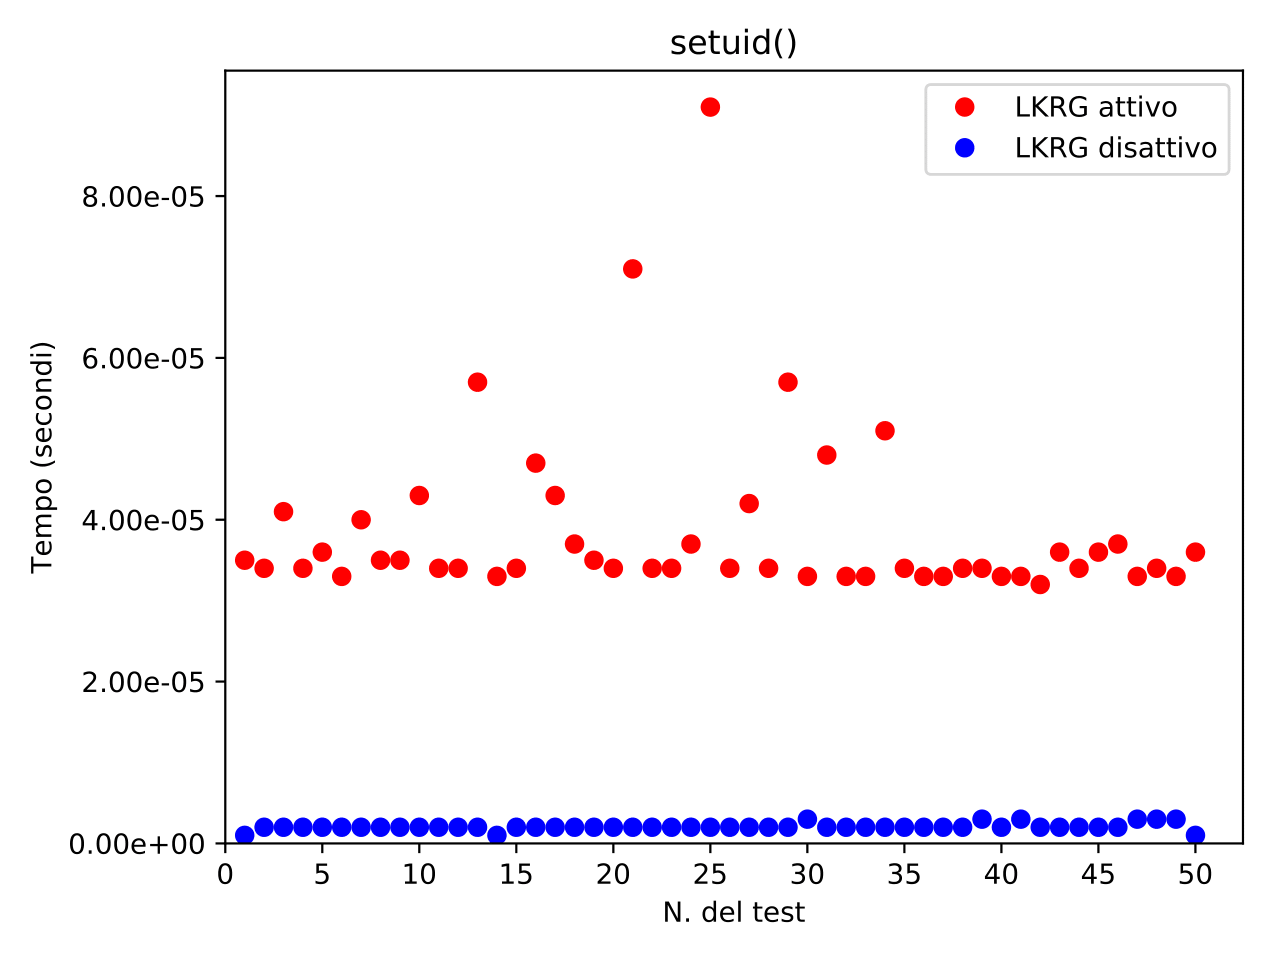 setuid()
LKRG attivo
LKRG disattivo
Tempo (secondi)
8.00e-05
6.00e-05
4.00e-05
2.00e-05
0.00e+00
0 5 10 15 20 25 30 35 40 45 50
N. del test